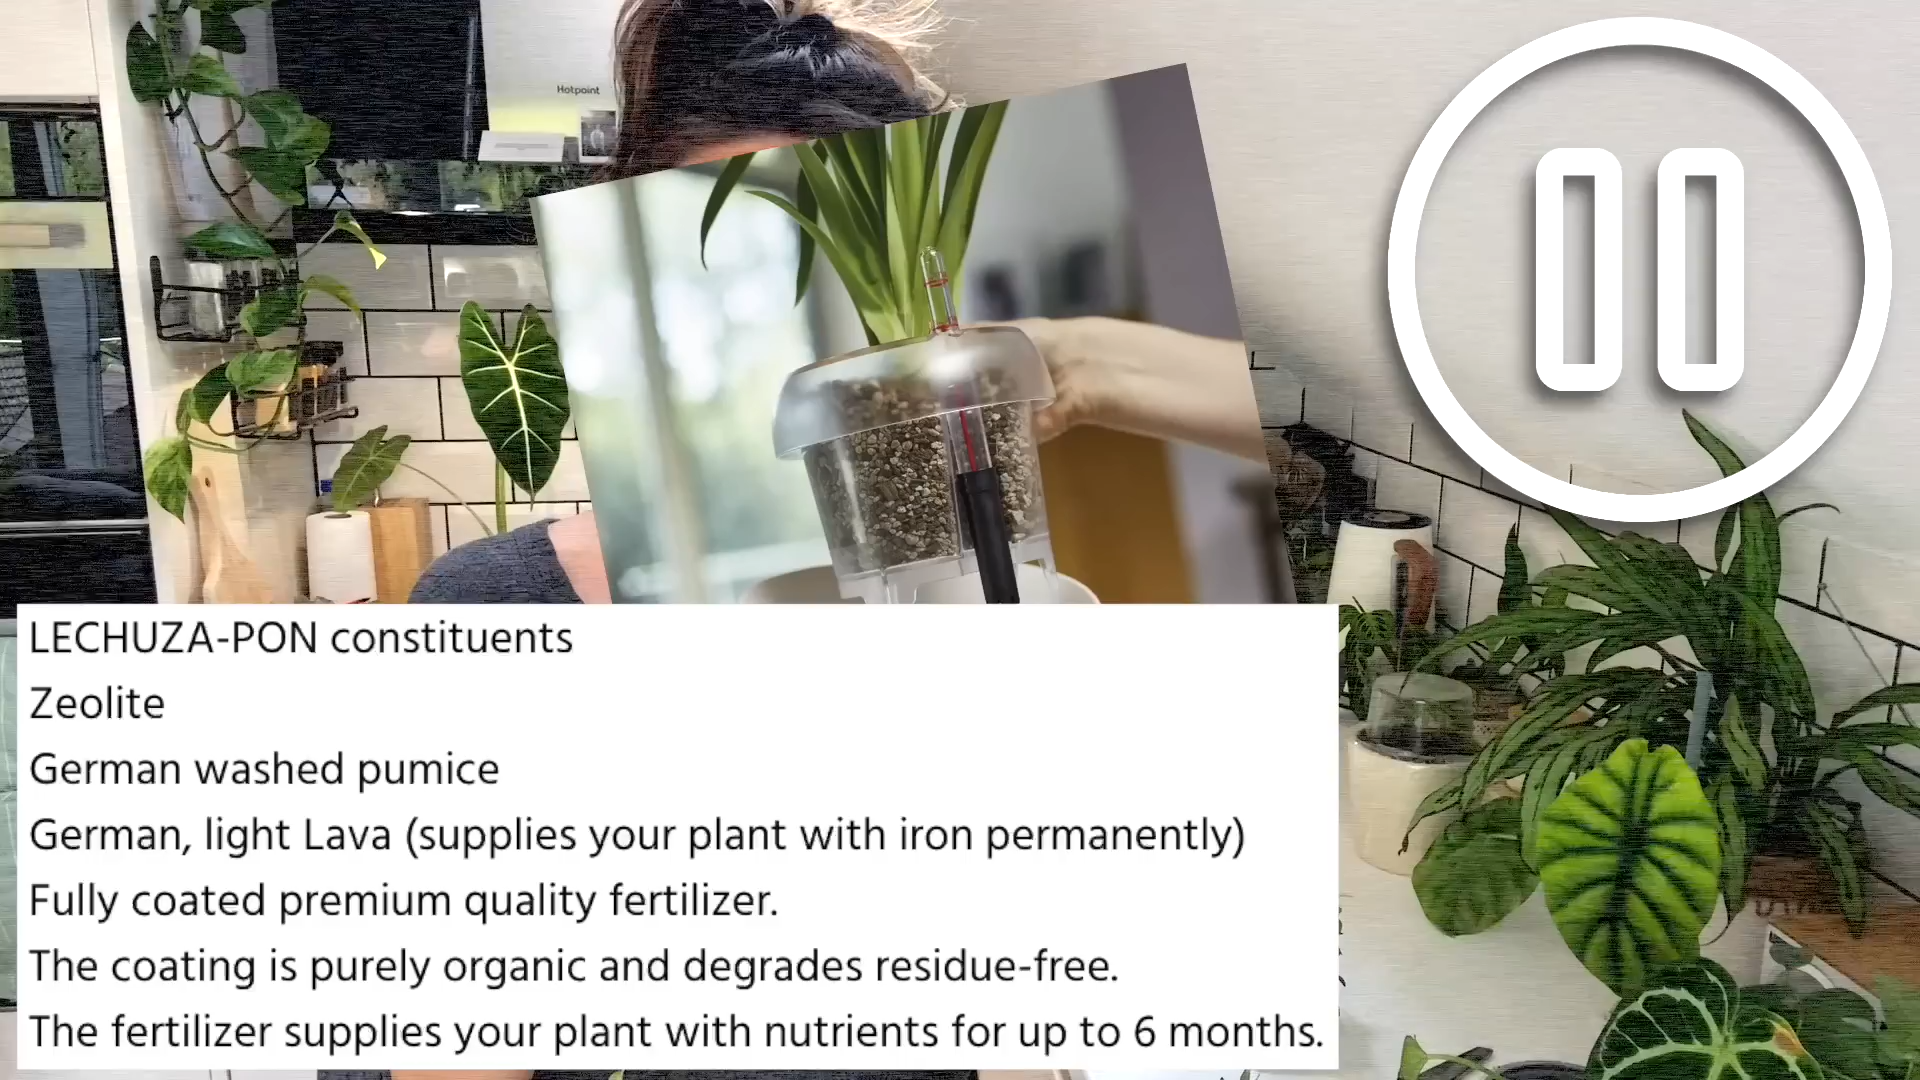 Hotpoint
LECHUZA-PON constituents
Zeolite
German washed pumice
German, light Lava (supplies your plant with iron permanently)
Fully coated premium quality fertilizer.
The coating is purely organic and degrades residue-free.
The fertilizer supplies your plant with nutrients for up to 6 months.